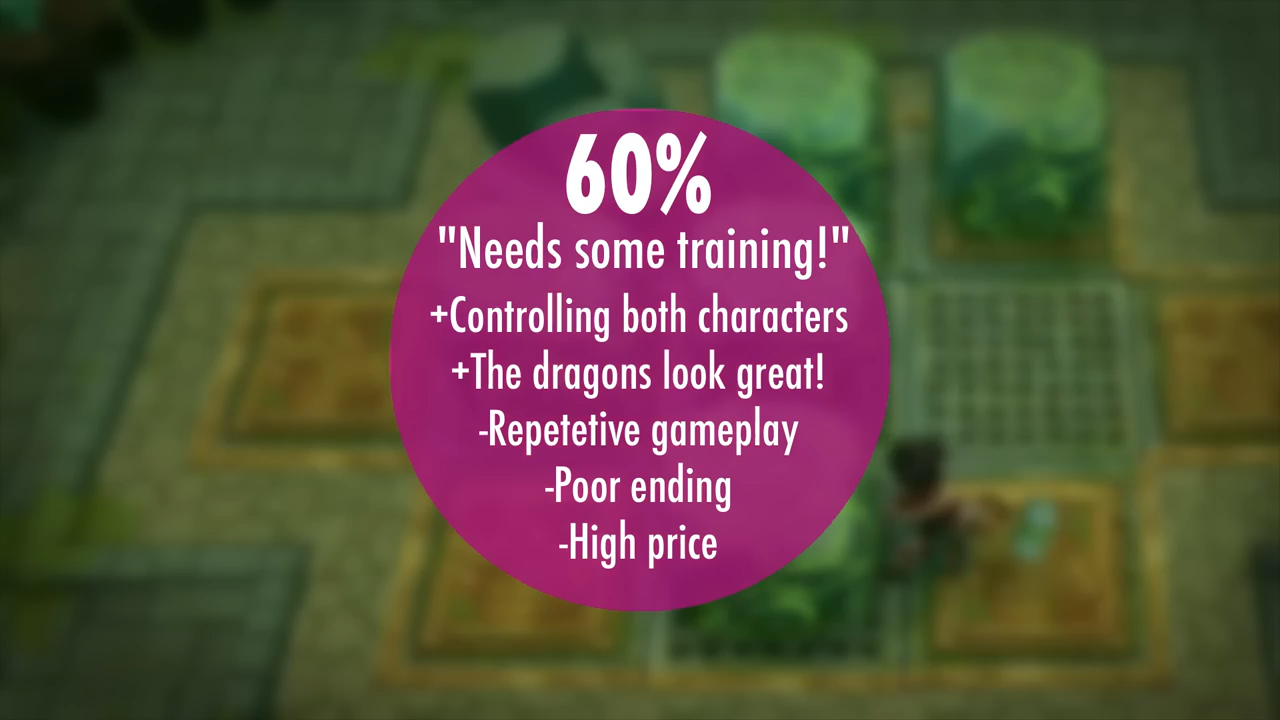 60%
"Needs some training!"
+Controlling both characters
+The dragons look great!
-Repetetive gameplay
-Poor ending
-High price